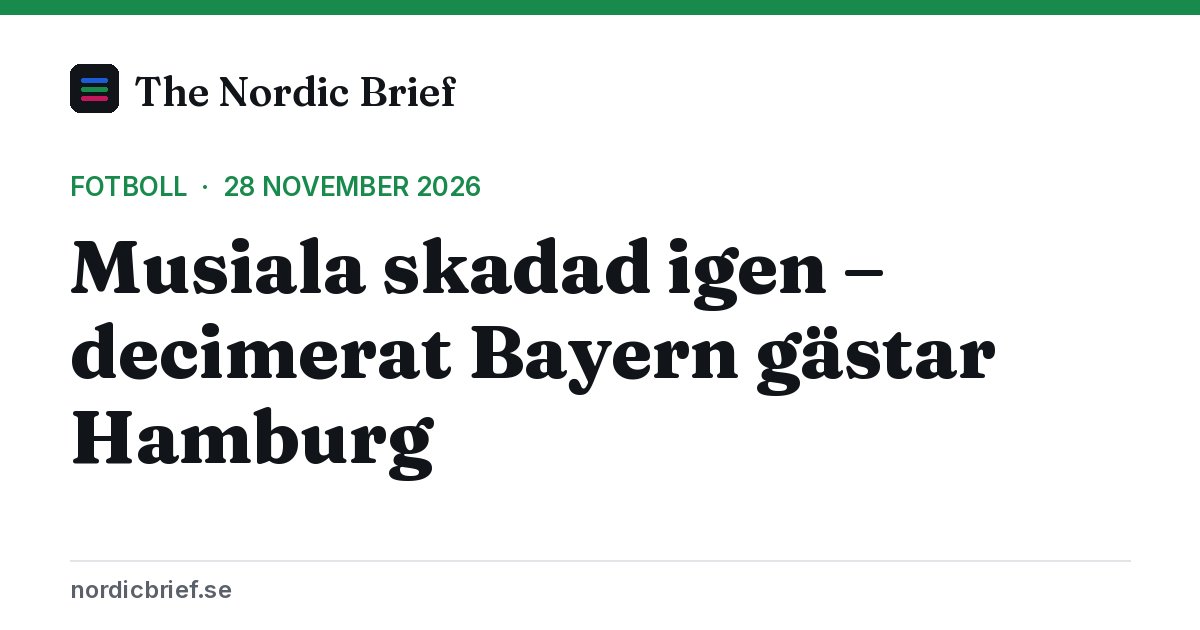 The Nordic Brief
FOTBOLL · 28 NOVEMBER 2026
Musiala skadad igen –
decimerat Bayern gästar
Hamburg
nordicbrief.se